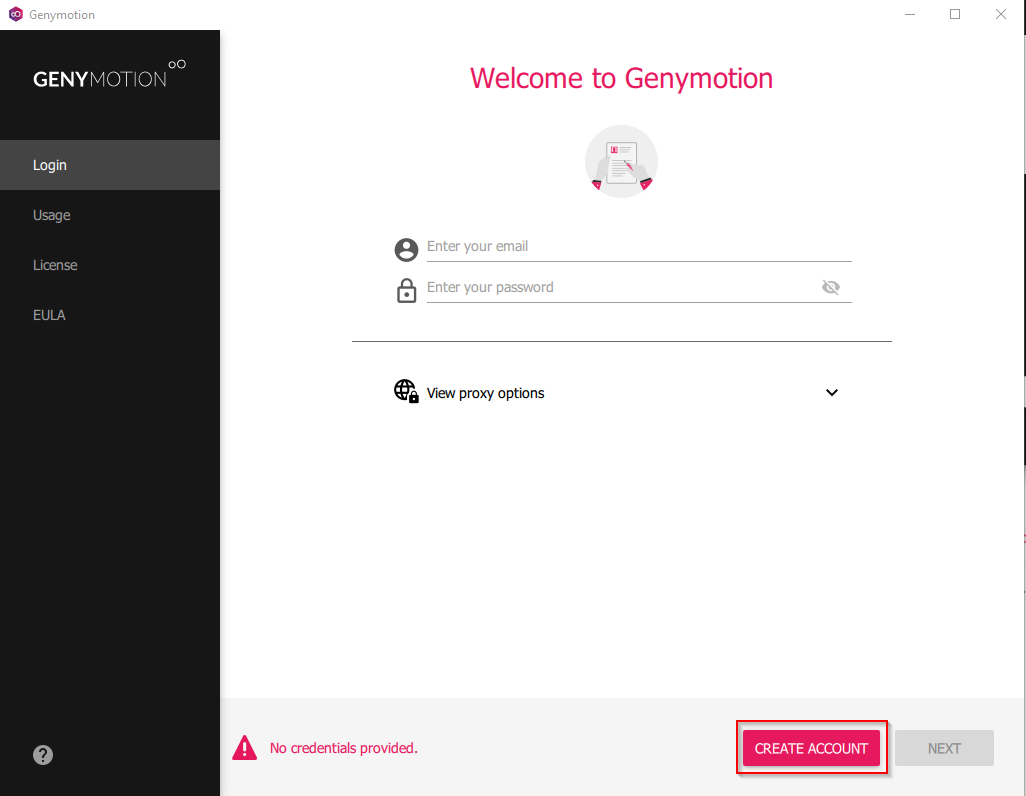 Genymotion
GENYMOTION
Welcome to Genymotion
Login
Usage
License
EULA
Enter your email
Enter your password
View proxy options
No credentials provided.
CREATE ACCOUNT
NEXT